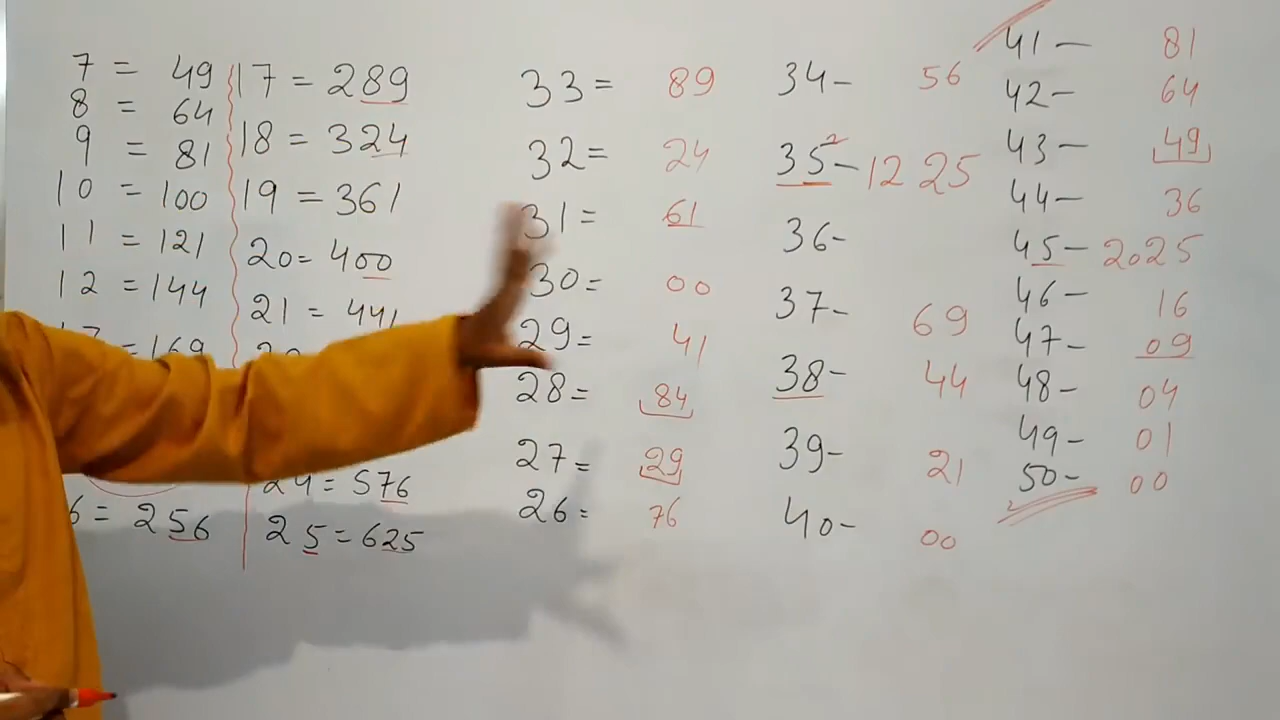 7 = 49
8 = 64
9 = 81
10 = 100
11 = 121
12 = 144
= 169
6 = 256
17 = 289
18 = 324
19 = 361
20 = 400
21 = 441
24 = 576
25 = 625
33 = 89
32 = 24
31 = 61
30 = 00
29 = 41
28 = 84
27 = 29
26 = 76
34 - 56
35² - 1225
36 -
37 - 69
38 - 44
39 - 21
40 - 00
41 - 81
42 - 64
43 - 49
44 - 36
45 - 2025
46 - 16
47 - 09
48 - 04
49 - 01
50 - 00